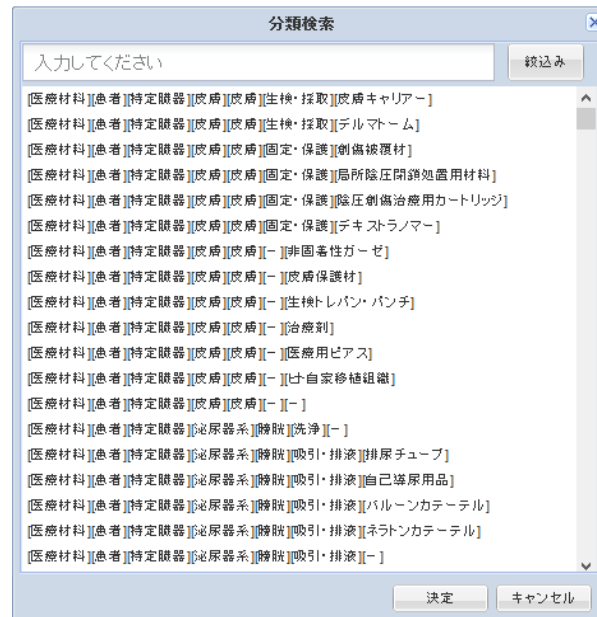 分類検索
入力してください
絞込み
[医療材料][患者][特定臓器][皮膚][皮膚][生検・採取][皮膚キャリアー]
[医療材料][患者][特定臓器][皮膚][皮膚][生検・採取][デルマトーム]
[医療材料][患者][特定臓器][皮膚][皮膚][固定・保護][創傷被覆材]
[医療材料][患者][特定臓器][皮膚][皮膚][固定・保護][局所陰圧閉鎖処置用材料]
[医療材料][患者][特定臓器][皮膚][皮膚][固定・保護][陰圧創傷治療用カートリッジ]
[医療材料][患者][特定臓器][皮膚][皮膚][固定・保護][デキストラノマー]
[医療材料][患者][特定臓器][皮膚][皮膚][－][非固着性ガーゼ]
[医療材料][患者][特定臓器][皮膚][皮膚][－][皮膚保護材]
[医療材料][患者][特定臓器][皮膚][皮膚][－][生検トレパン・パンチ]
[医療材料][患者][特定臓器][皮膚][皮膚][－][治療剤]
[医療材料][患者][特定臓器][皮膚][皮膚][－][医療用ピアス]
[医療材料][患者][特定臓器][皮膚][皮膚][－][ヒト自家移植組織]
[医療材料][患者][特定臓器][皮膚][皮膚][－][－]
[医療材料][患者][特定臓器][泌尿器系][膀胱][洗浄][－]
[医療材料][患者][特定臓器][泌尿器系][膀胱][吸引・排液][排尿チューブ]
[医療材料][患者][特定臓器][泌尿器系][膀胱][吸引・排液][自己導尿用品]
[医療材料][患者][特定臓器][泌尿器系][膀胱][吸引・排液][バルーンカテーテル]
[医療材料][患者][特定臓器][泌尿器系][膀胱][吸引・排液][ネラトンカテーテル]
[医療材料][患者][特定臓器][泌尿器系][膀胱][吸引・排液][－]
決定
キャンセル